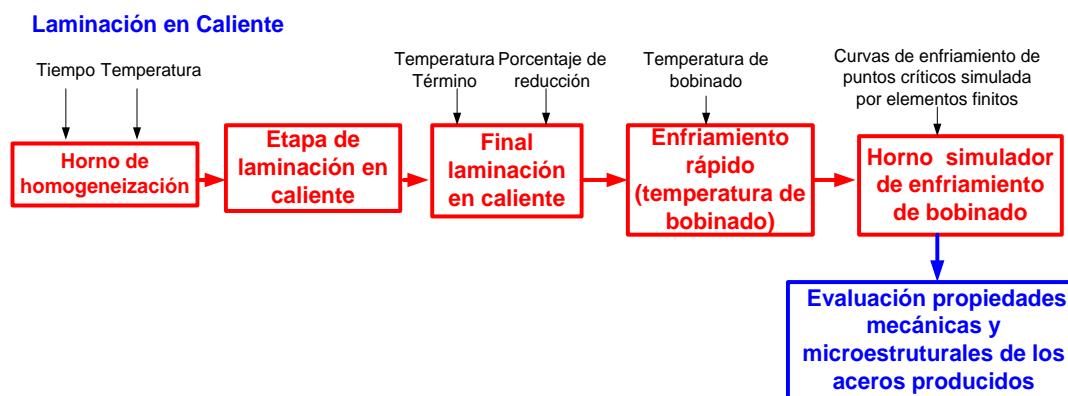 Laminación en Caliente
Tiempo Temperatura
Temperatura
Término
Porcentaje de
reducción
Temperatura de
bobinado
Curvas de enfriamiento de
puntos críticos simulada
por elementos finitos
Horno de
homogeneización
Etapa de
laminación en
caliente
Final
laminación
en caliente
Enfriamiento
rápido
(temperatura de
bobinado)
Horno simulador
de enfriamiento
de bobinado
Evaluación propiedades
mecánicas y
microestruturales de los
aceros producidos